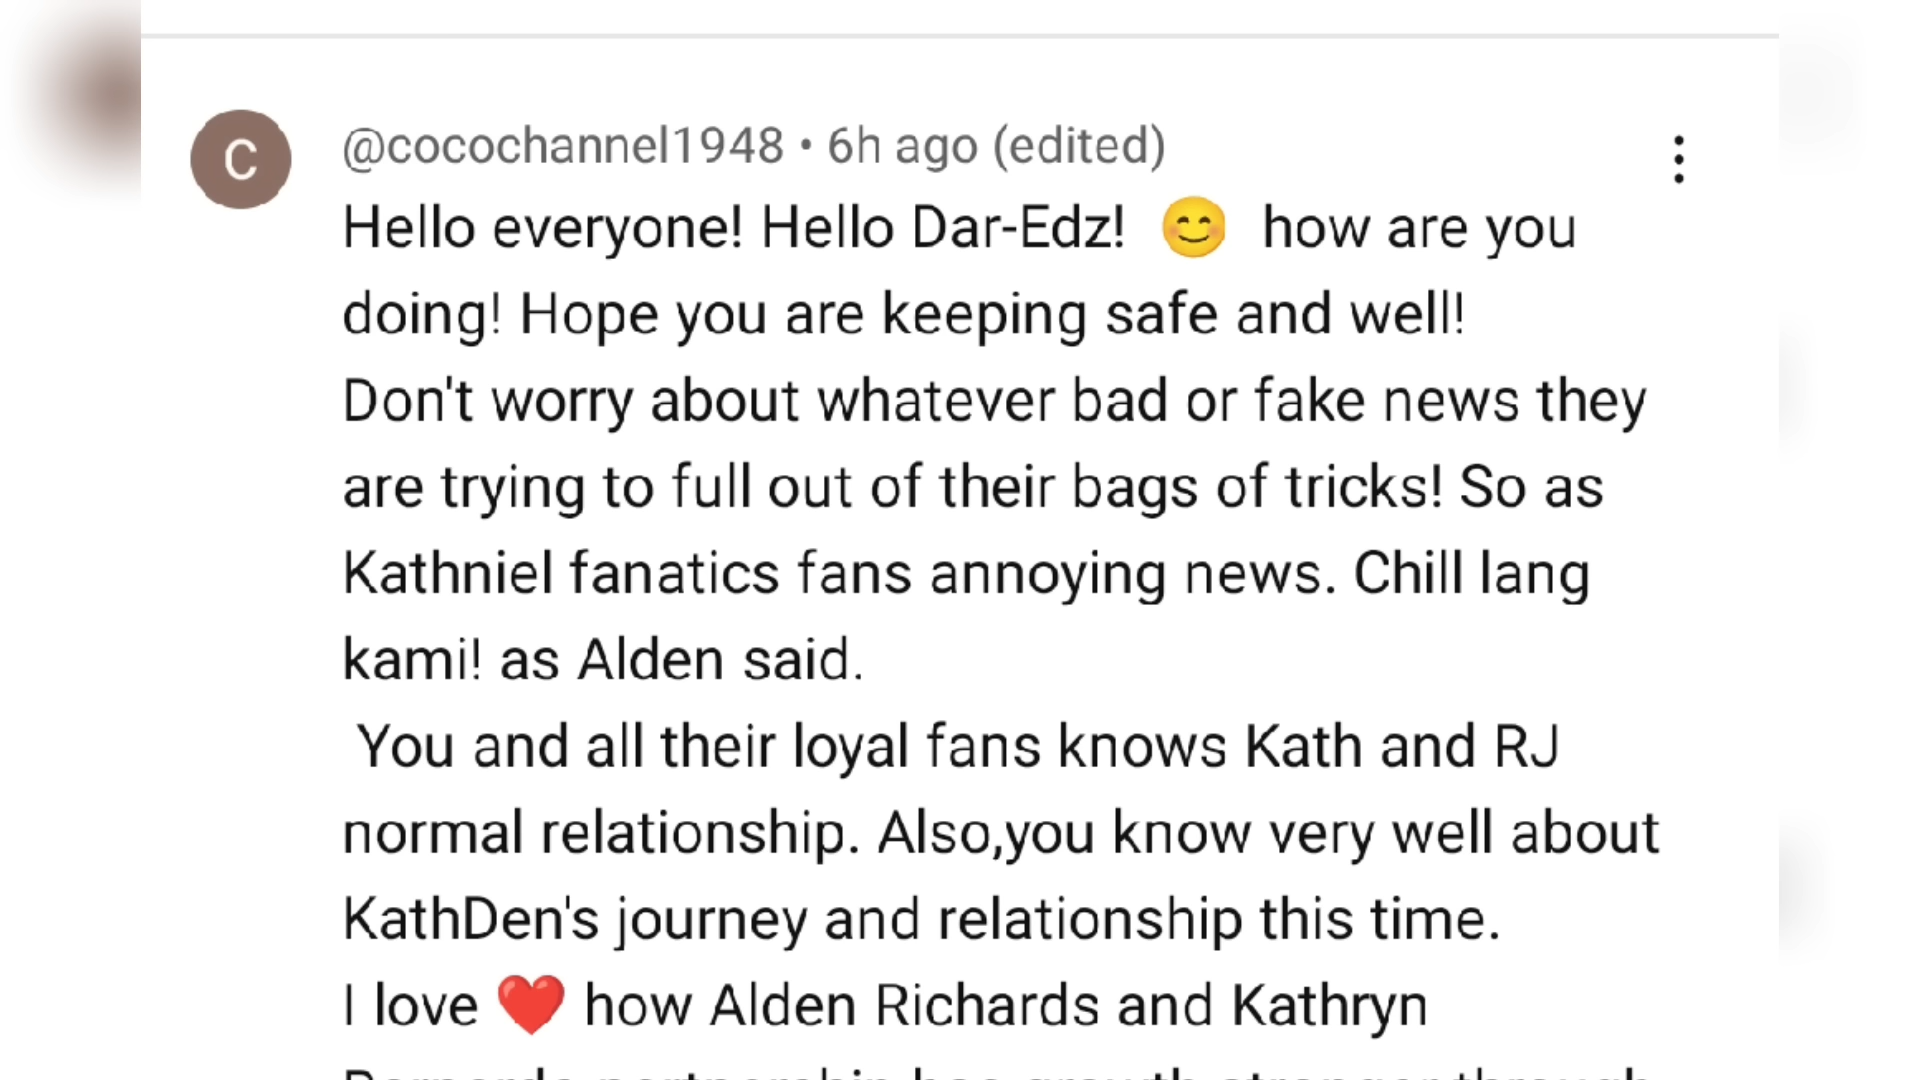 C
@cocochannel1948 • 6h ago (edited)
Hello everyone! Hello Dar-Edz! 😊 how are you
doing! Hope you are keeping safe and well!
Don't worry about whatever bad or fake news they
are trying to full out of their bags of tricks! So as
Kathniel fanatics fans annoying news. Chill lang
kami! as Alden said.
You and all their loyal fans knows Kath and RJ
normal relationship. Also,you know very well about
KathDen's journey and relationship this time.
I love ❤️ how Alden Richards and Kathryn